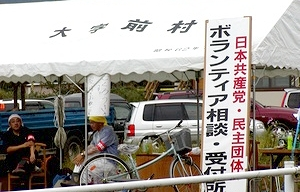 大字前村
日本共産党・民主団体
ボランティア相談・受付所